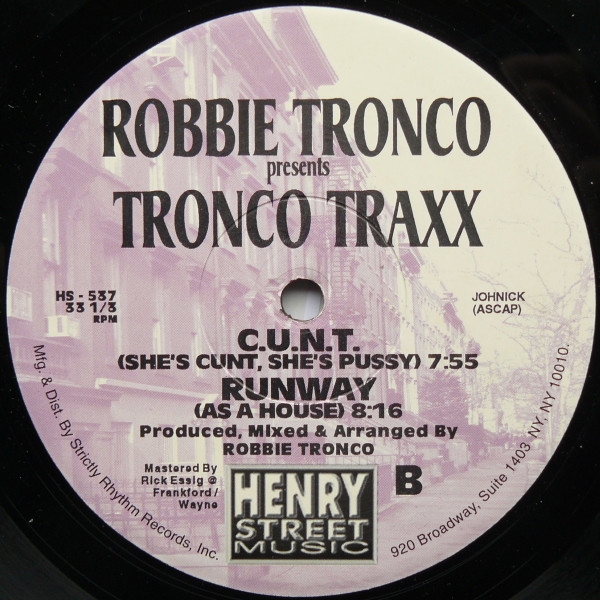 ROBBIE TRONCO
presents
TRONCO TRAXX
HS - 537
33 1/3
RPM
JOHNICK
(ASCAP)
C.U.N.T.
(SHE'S CUNT, SHE'S PUSSY) 7:55
RUNWAY
(AS A HOUSE) 8:16
Produced, Mixed & Arranged By
ROBBIE TRONCO
Mastered By
Rick Essig @
Frankford/
Wayne
HENRY
STREET
MUSIC
B
Mfg. & Dist. By Strictly Rhythm Records, Inc.
920 Broadway, Suite 1403 NY, NY 10010.